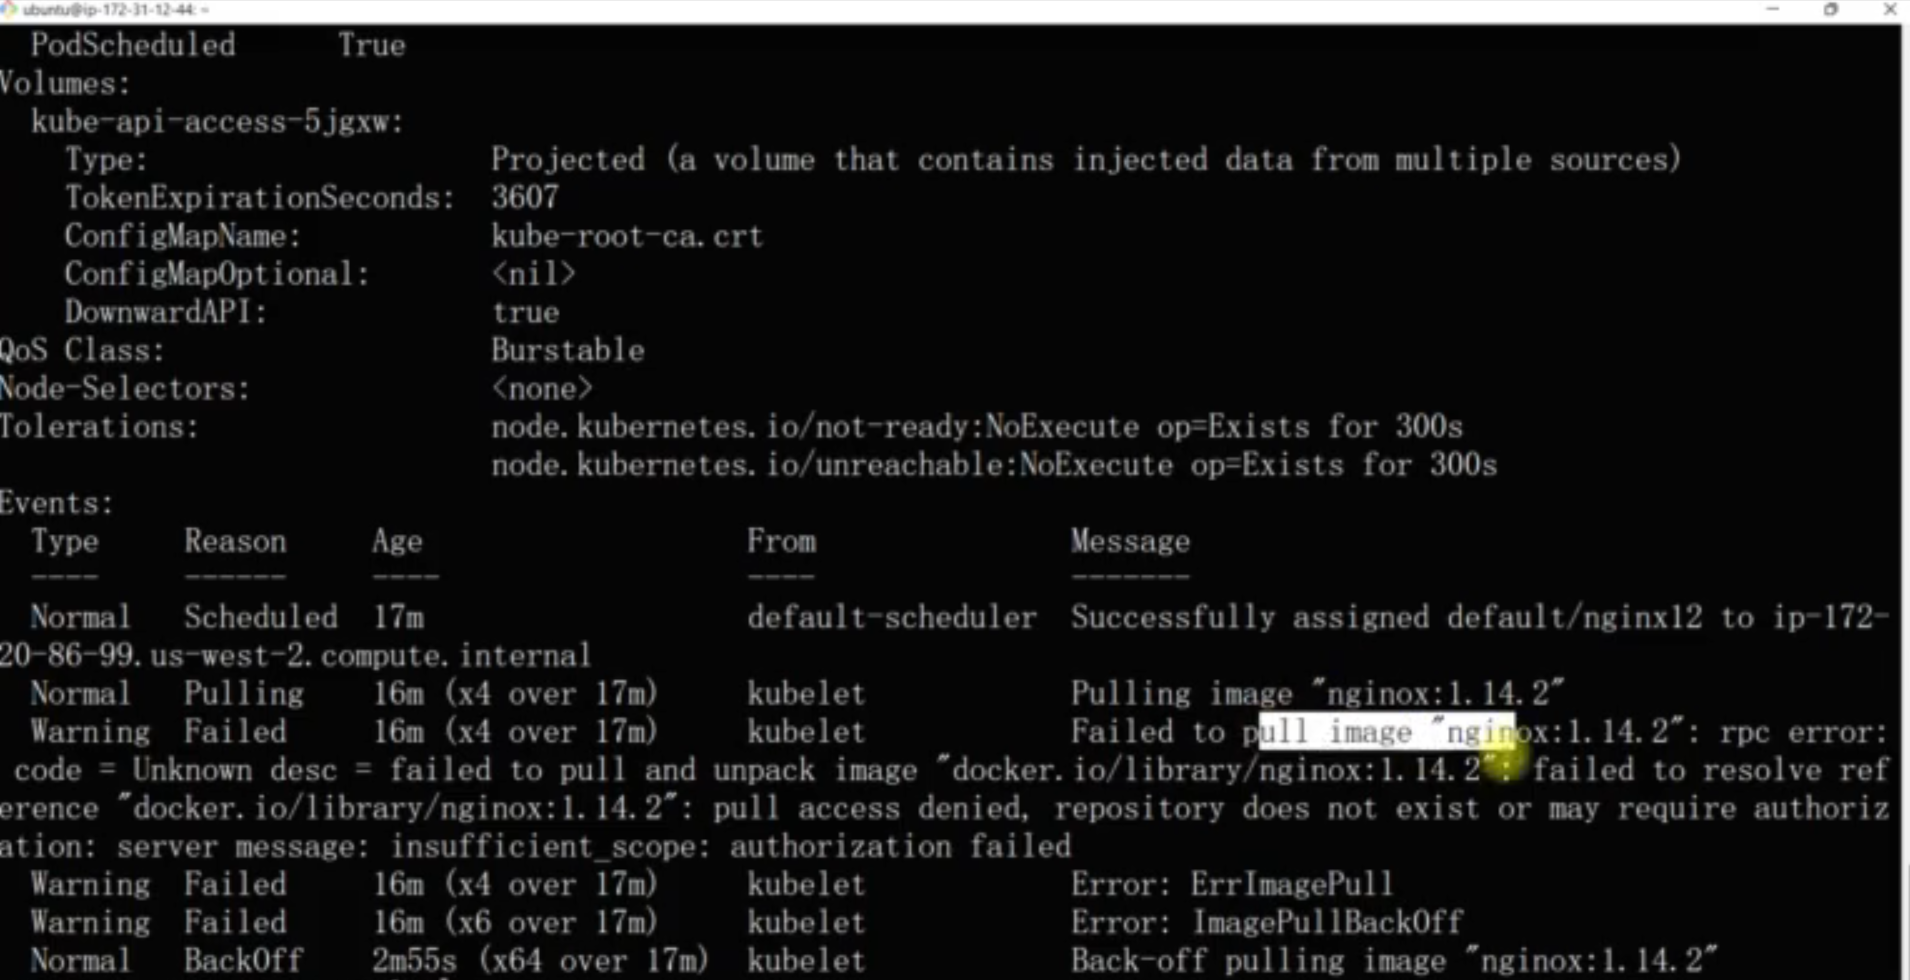 ubuntu@ip-172-31-12-44: ~
PodScheduled True
Volumes:
kube-api-access-5jgxw:
Type: Projected (a volume that contains injected data from multiple sources)
TokenExpirationSeconds: 3607
ConfigMapName: kube-root-ca.crt
ConfigMapOptional: <nil>
DownwardAPI: true
QoS Class: Burstable
Node-Selectors: <none>
Tolerations: node.kubernetes.io/not-ready:NoExecute op=Exists for 300s
node.kubernetes.io/unreachable:NoExecute op=Exists for 300s
Events:
Type Reason Age From Message
---- ------ ---- ---- -------
Normal Scheduled 17m default-scheduler Successfully assigned default/nginx12 to ip-172-
20-86-99.us-west-2.compute.internal
Normal Pulling 16m (x4 over 17m) kubelet Pulling image "nginox:1.14.2"
Warning Failed 16m (x4 over 17m) kubelet Failed to pull image "nginox:1.14.2": rpc error:
code = Unknown desc = failed to pull and unpack image "docker.io/library/nginox:1.14.2": failed to resolve ref
erence "docker.io/library/nginox:1.14.2": pull access denied, repository does not exist or may require authoriz
ation: server message: insufficient_scope: authorization failed
Warning Failed 16m (x4 over 17m) kubelet Error: ErrImagePull
Warning Failed 16m (x6 over 17m) kubelet Error: ImagePullBackOff
Normal BackOff 2m55s (x64 over 17m) kubelet Back-off pulling image "nginox:1.14.2"